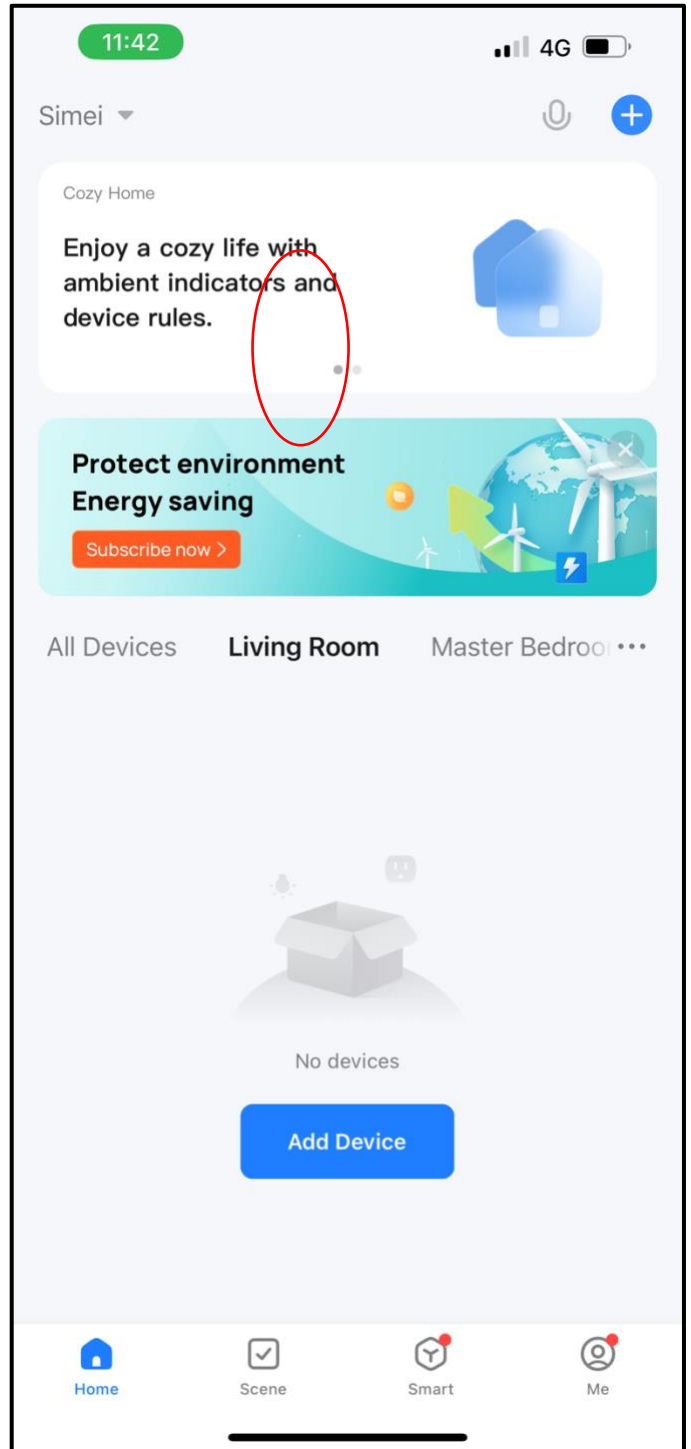 11:42
4G
Simei
Cozy Home
Enjoy a cozy life with
ambient indicators and
device rules.
Protect environment
Energy saving
Subscribe now >
All Devices Living Room Master Bedroo
No devices
Add Device
Home Scene Smart Me